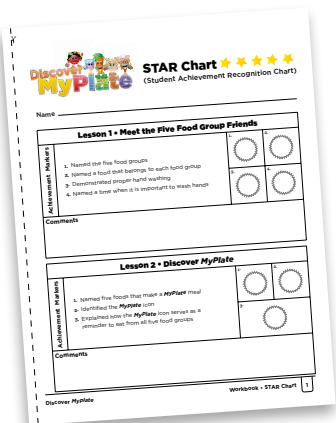 Discover
MyPlate
STAR Chart
(Student Achievement Recognition Chart)
Name
Lesson 1 • Meet the Five Food Group Friends
Achievement Markers
1. Named the five food groups
2. Named a food that belongs to each food group
3. Demonstrated proper hand washing
4. Named a time when it is important to wash hands
1.
2.
3.
4.
Comments
Lesson 2 • Discover MyPlate
Achievement Markers
1. Named five foods that make a MyPlate meal
2. Identified the MyPlate icon
3. Explained how the MyPlate icon serves as a
reminder to eat from all five food groups
1.
2.
3.
Comments
Discover MyPlate
Workbook • STAR Chart
1